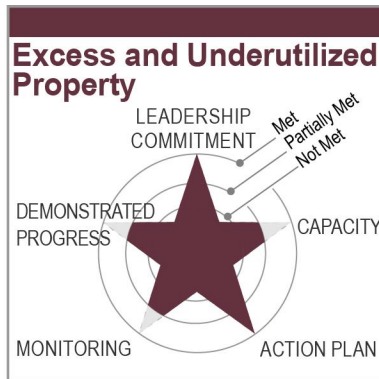 Excess and Underutilized
Property
LEADERSHIP
COMMITMENT
Met
Partially Met
Not Met
DEMONSTRATED
PROGRESS
CAPACITY
MONITORING
ACTION PLAN